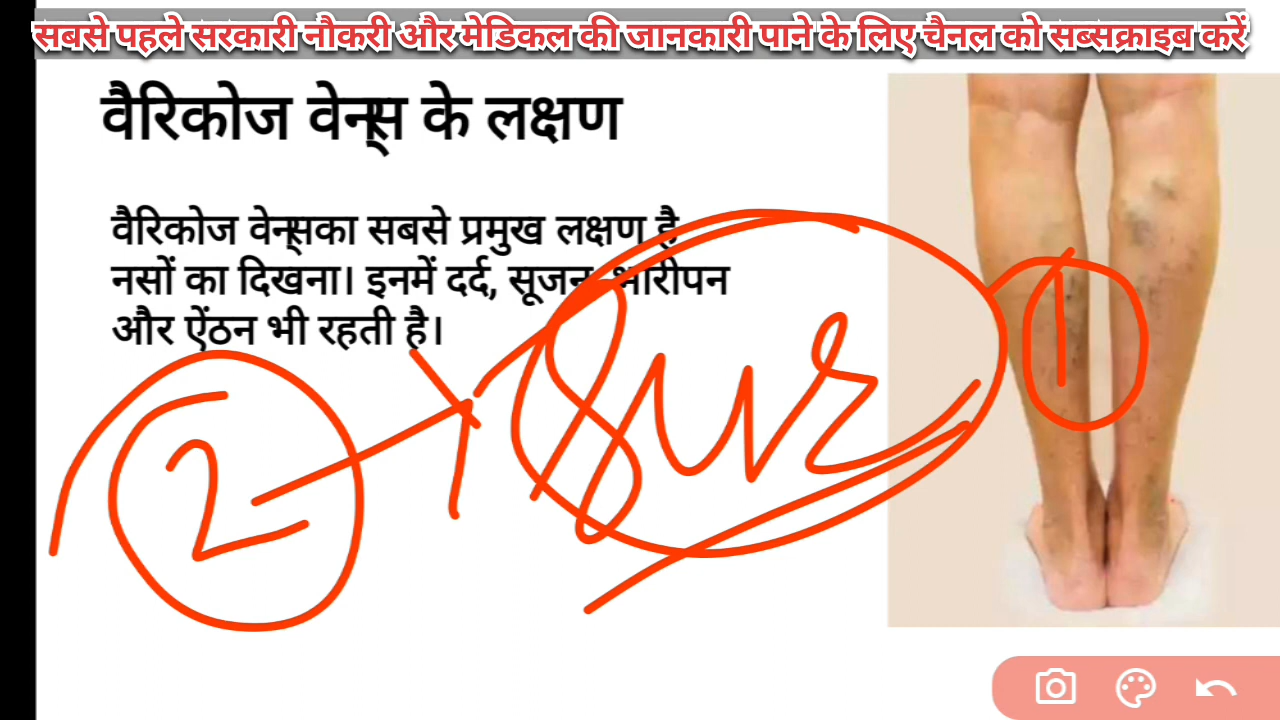 सबसे पहले सरकारी नौकरी और मेडिकल की जानकारी पाने के लिए चैनल को सब्सक्राइब करें
वैरिकोज वेन्स के लक्षण
वैरिकोज वेन्सका सबसे प्रमुख लक्षण है
नसों का दिखना। इनमें दर्द, सूजन, भारीपन
और ऐंठन भी रहती है।
1
2